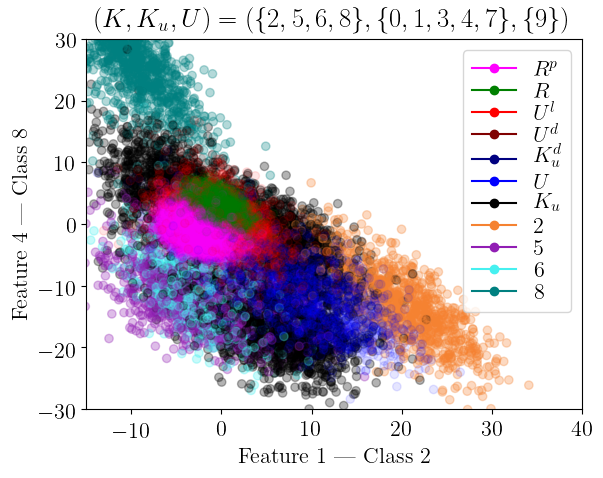 (K, K_u, U) = ({2, 5, 6, 8}, {0, 1, 3, 4, 7}, {9})
30
20
10
0
−10
−20
−30
Feature 4 — Class 8
R^p
R
U^l
U^d
K_u^d
U
K_u
2
5
6
8
−10
0
10
20
30
40
Feature 1 — Class 2